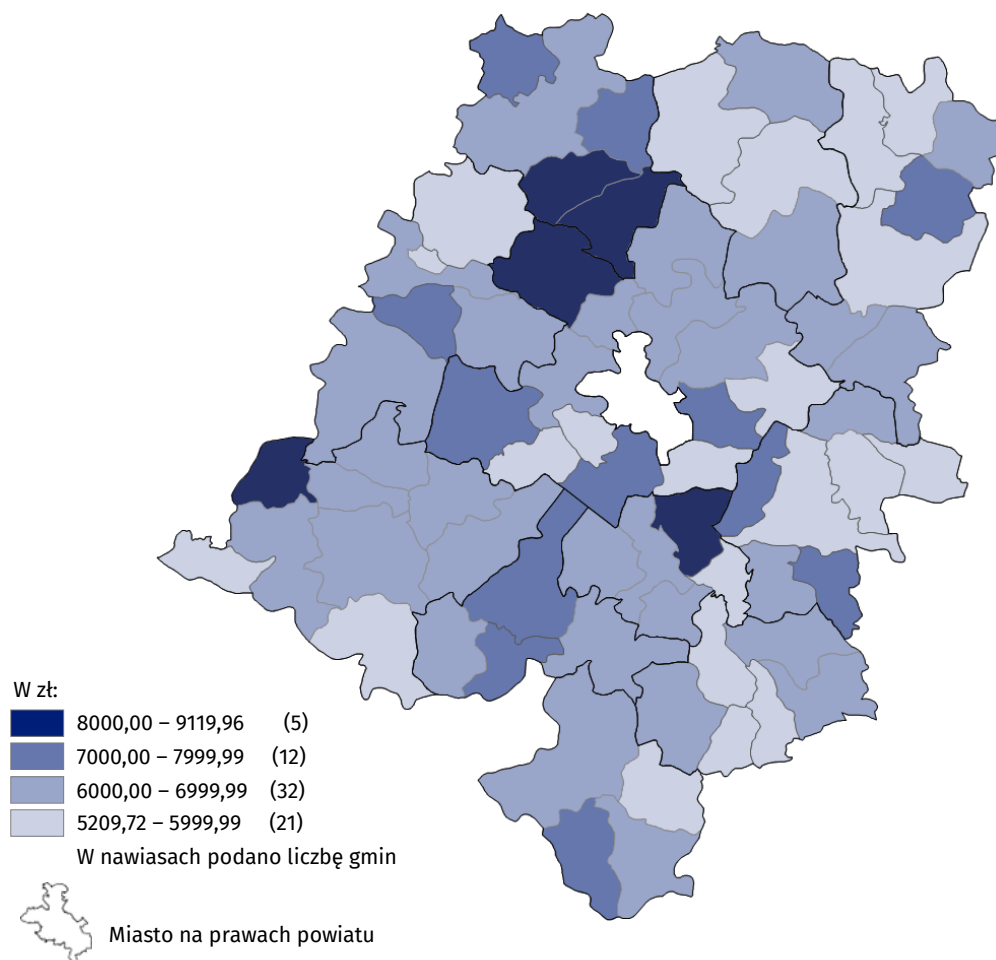 W zł:
8000,00 – 9119,96 (5)
7000,00 – 7999,99 (12)
6000,00 – 6999,99 (32)
5209,72 – 5999,99 (21)
W nawiasach podano liczbę gmin
Miasto na prawach powiatu